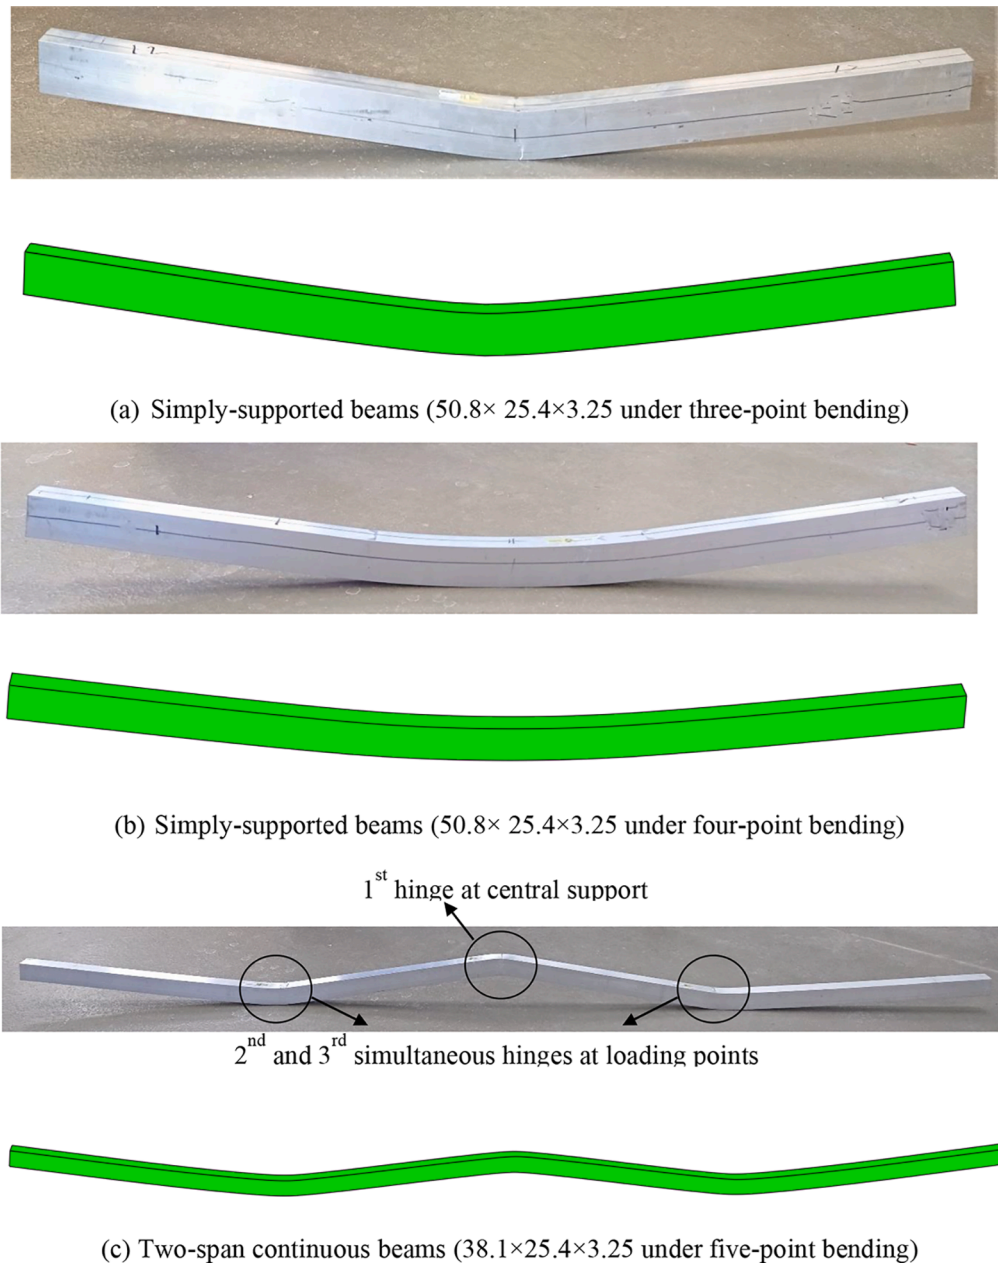 17
17
(a) Simply-supported beams (50.8× 25.4×3.25 under three-point bending)
(b) Simply-supported beams (50.8× 25.4×3.25 under four-point bending)
1st hinge at central support
2nd and 3rd simultaneous hinges at loading points
(c) Two-span continuous beams (38.1×25.4×3.25 under five-point bending)